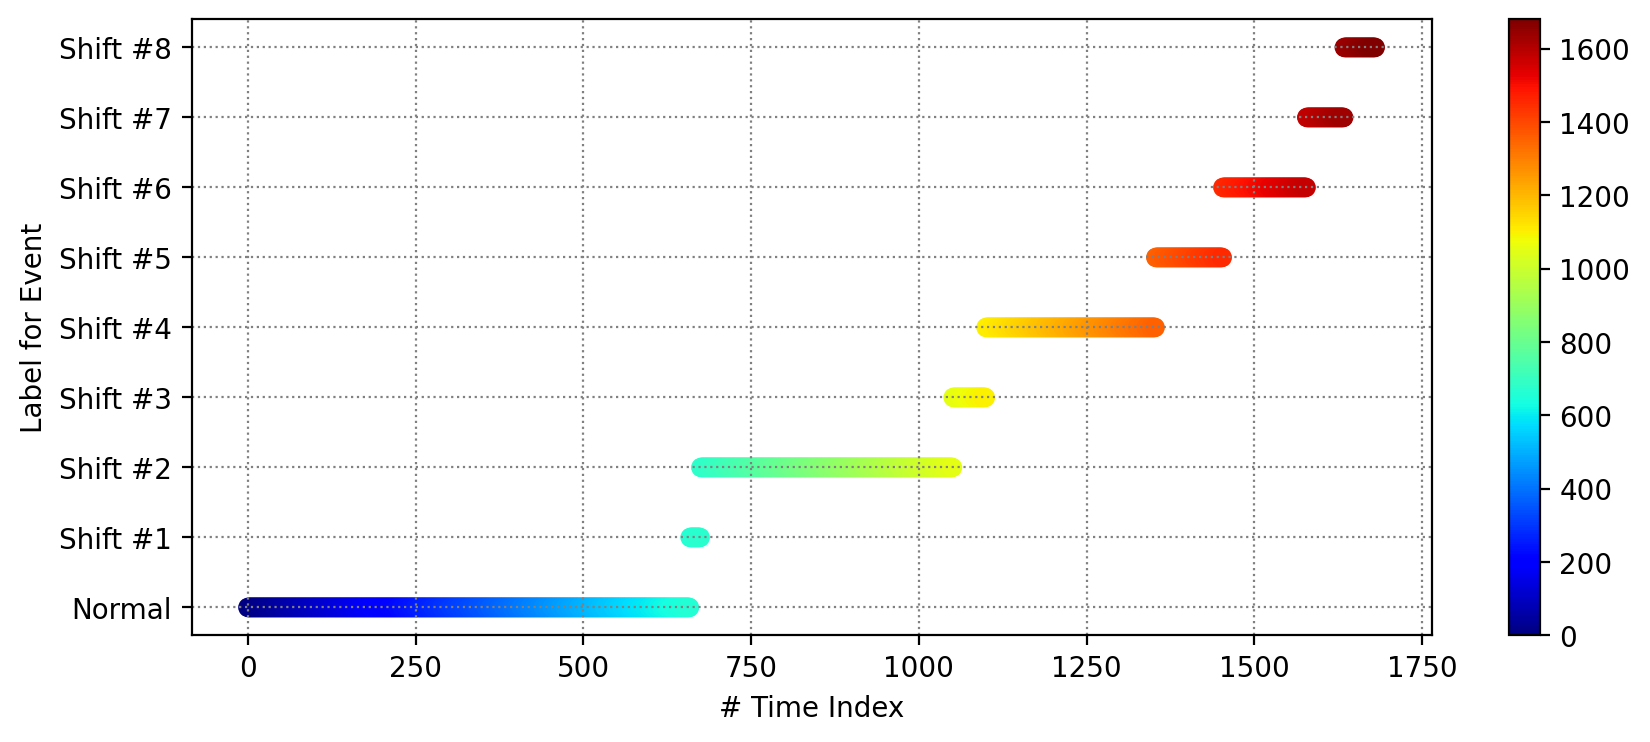 Shift #8
Shift #7
Shift #6
Shift #5
Shift #4
Shift #3
Shift #2
Shift #1
Normal
Label for Event
0 250 500 750 1000 1250 1500 1750
# Time Index
1600
1400
1200
1000
800
600
400
200
0